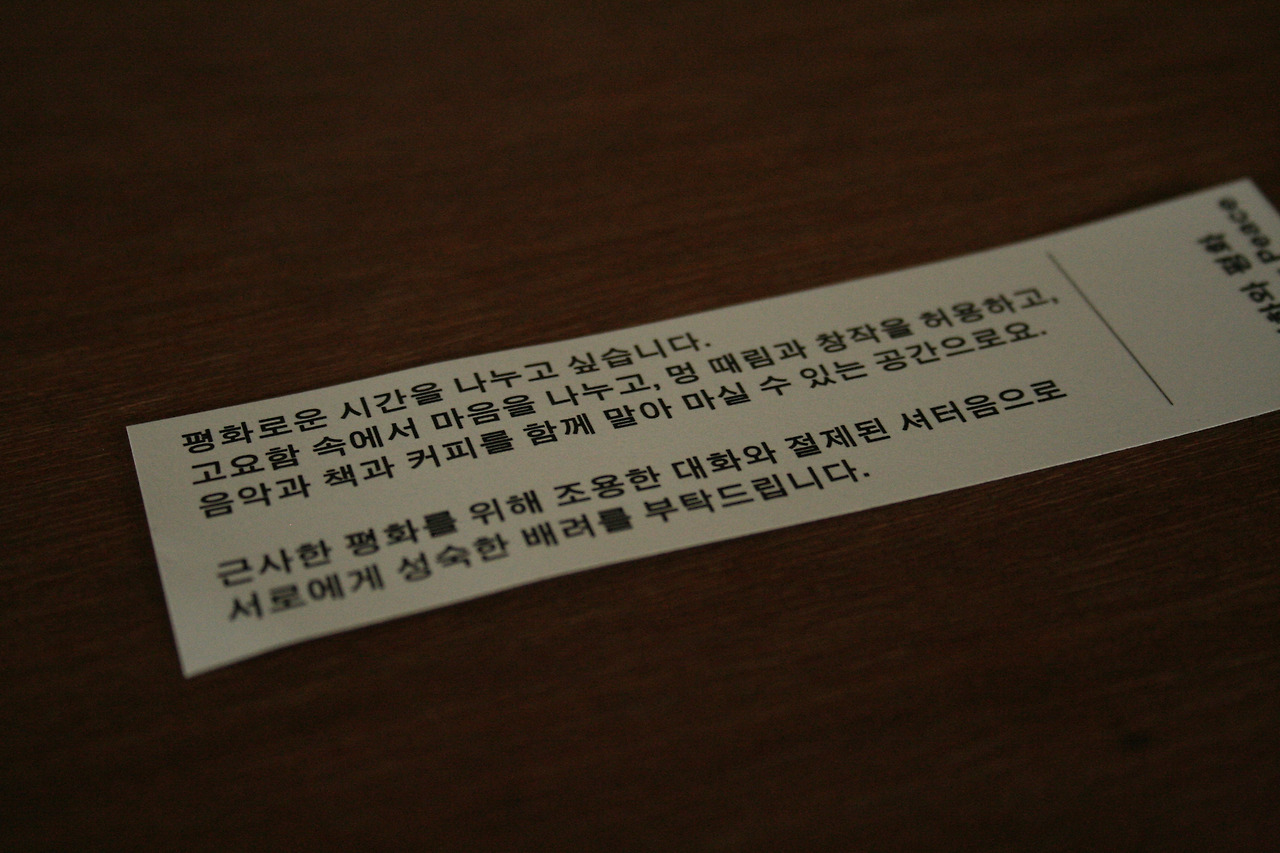 평화로운 시간을 나누고 싶습니다.
고요함 속에서 마음을 나누고, 멍 때림과 창작을 허용하고,
음악과 책과 커피를 함께 말아 마실 수 있는 공간으로요.
근사한 평화를 위해 조용한 대화와 절제된 셔터음으로
서로에게 성숙한 배려를 부탁드립니다.
Peace
평화